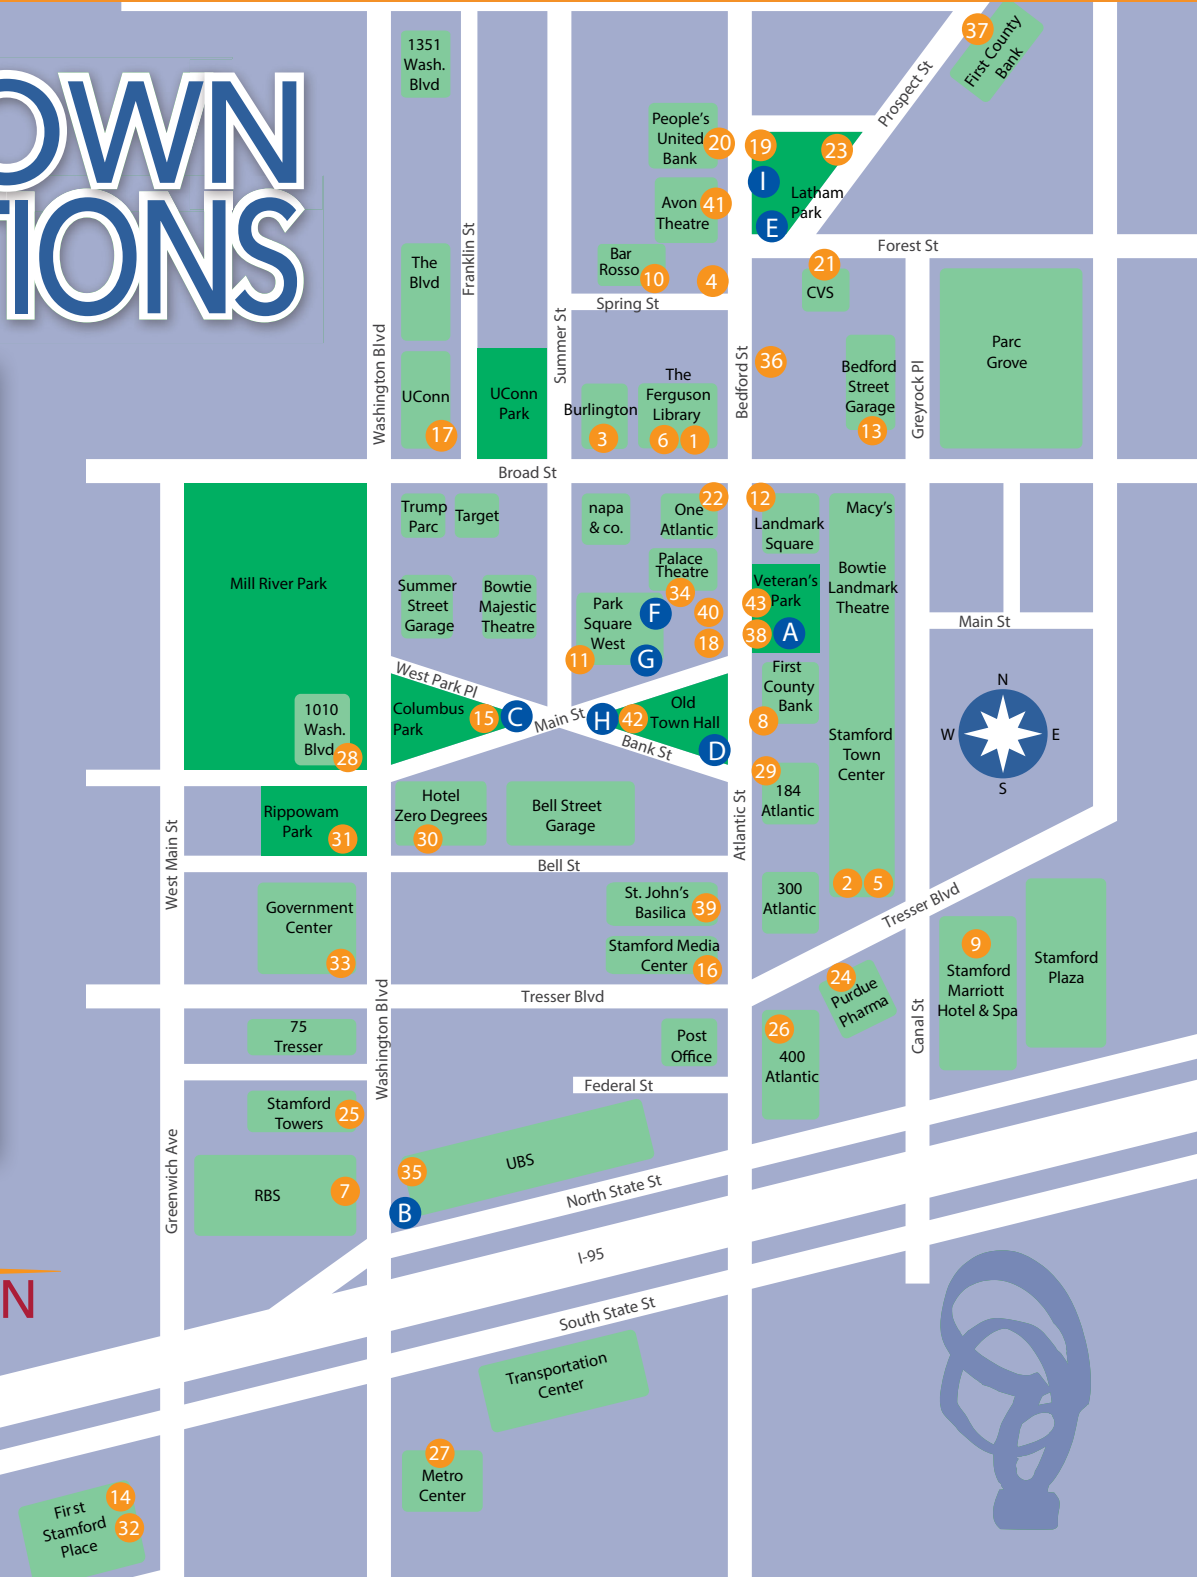 OWN
TIONS
N
1351
Wash.
Blvd
37
First County
Bank
Prospect St
People's
United
Bank
20
19
23
I
Latham
Park
E
Avon
Theatre
41
Bar
Rosso
10
4
Forest St
21
CVS
Franklin St
The
Blvd
Spring St
Summer St
Washington Blvd
UConn
17
UConn
Park
Burlington
3
The
Ferguson
Library
6
1
Bedford St
36
Bedford
Street
Garage
13
Greyrock Pl
Parc
Grove
Broad St
Trump
Parc
Target
napa
& co.
22
One
Atlantic
12
Landmark
Square
Macy's
Mill River Park
Summer
Street
Garage
Bowtie
Majestic
Theatre
Palace
Theatre
34
Park
Square
West
F
40
18
11
G
Veteran's
Park
43
38
A
Bowtie
Landmark
Theatre
Main St
West Park Pl
Columbus
Park
15
C
Main St
H
42
Old
Town Hall
Bank St
D
First
County
Bank
8
1010
Wash.
Blvd
28
Stamford
Town
Center
N
W
E
S
29
184
Atlantic
Rippowam
Park
31
Hotel
Zero Degrees
30
Bell Street
Garage
Atlantic St
West Main St
Bell St
2
5
300
Atlantic
Tresser Blvd
Government
Center
33
St. John's
Basilica
39
Stamford Media
Center
16
9
Stamford
Marriott
Hotel & Spa
Stamford
Plaza
24
Purdue
Pharma
Tresser Blvd
Washington Blvd
75
Tresser
Post
Office
26
400
Atlantic
Canal St
Federal St
Stamford
Towers
25
Greenwich Ave
RBS
7
35
UBS
B
North State St
I-95
South State St
Transportation
Center
27
Metro
Center
14
First
Stamford
Place
32